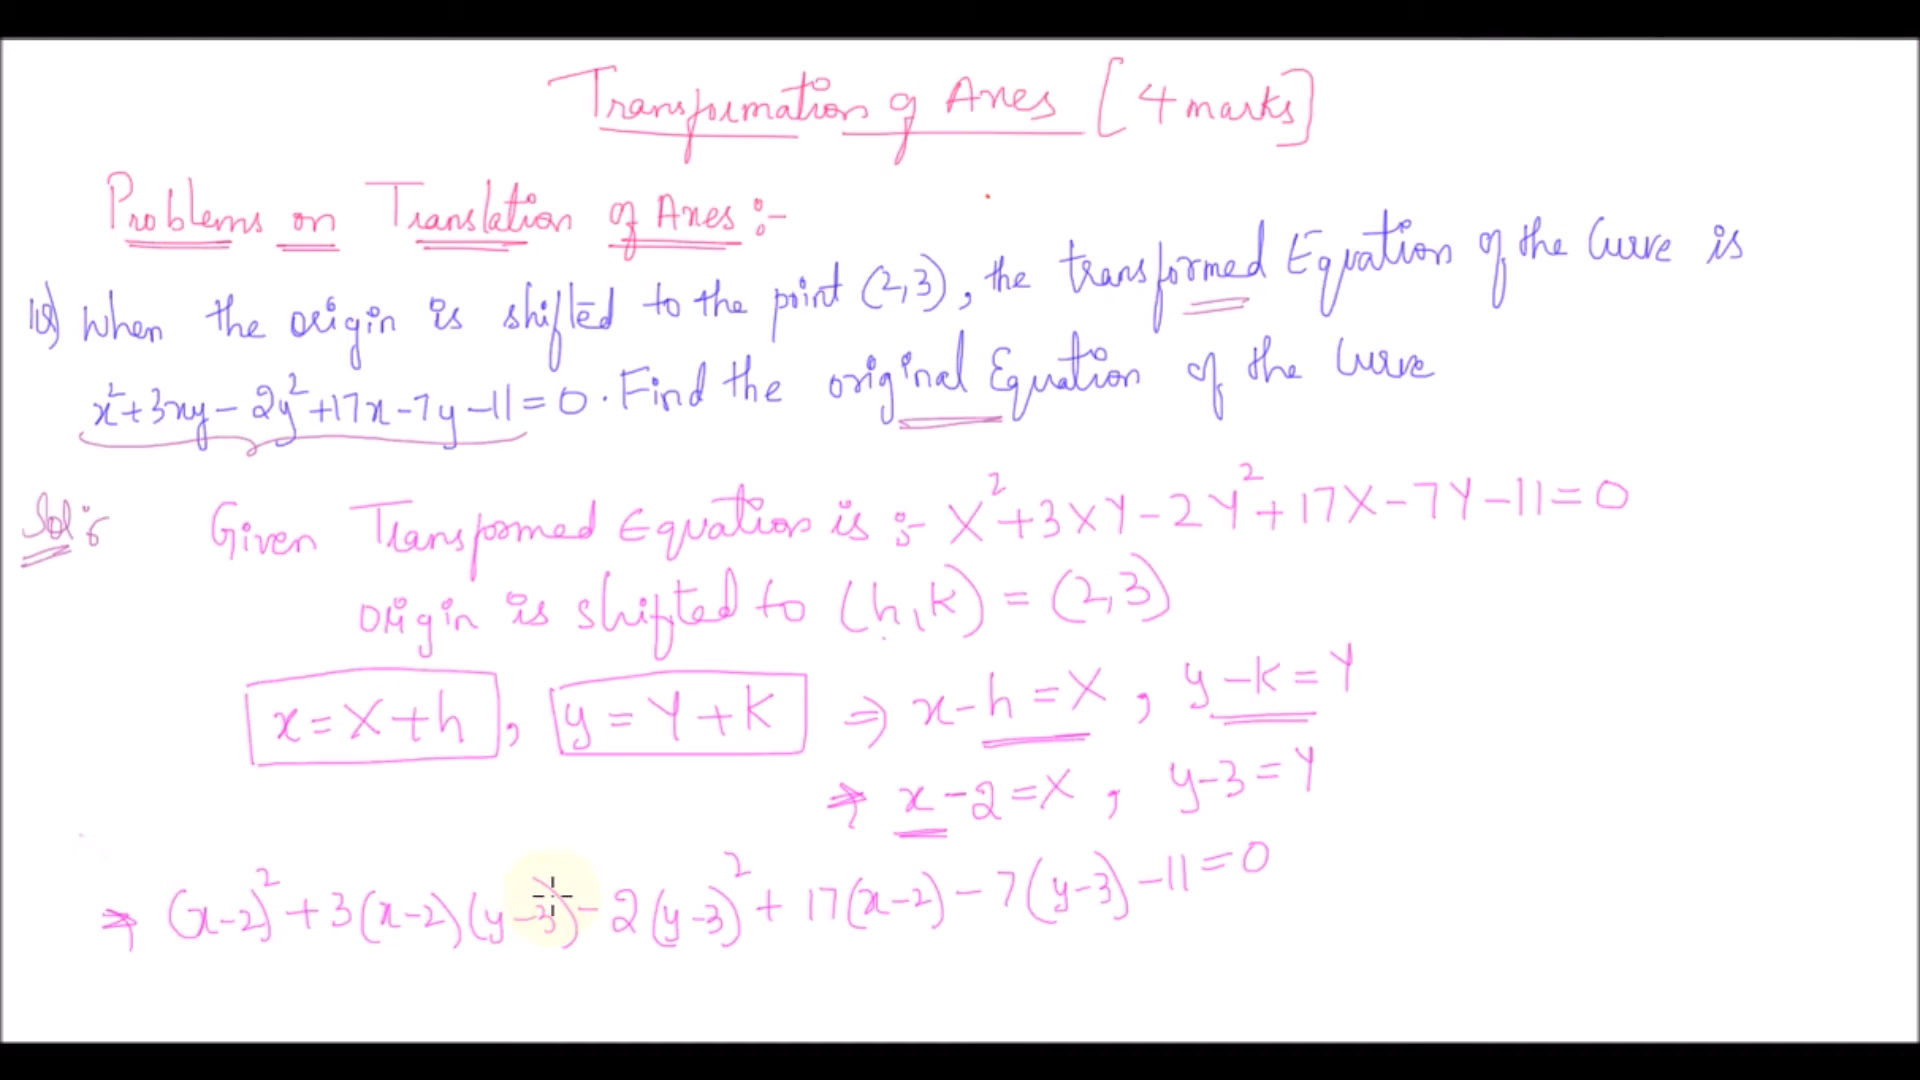 Transformation of Axes [4 marks]
Problems on Translation of Axes :-
1Q) When the origin is shifted to the point (2,3), the transformed Equation of the Curve is
x²+3xy-2y²+17x-7y-11=0. Find the original Equation of the Curve
Sol :- Given Transformed Equation is :- X²+3XY-2Y²+17X-7Y-11=0
Origin is shifted to (h,k) = (2,3)
x=X+h, y=Y+k ⇒ x-h=X, y-k=Y
⇒ x-2=X, y-3=Y
⇒ (x-2)²+3(x-2)(y-3)-2(y-3)²+17(x-2)-7(y-3)-11=0